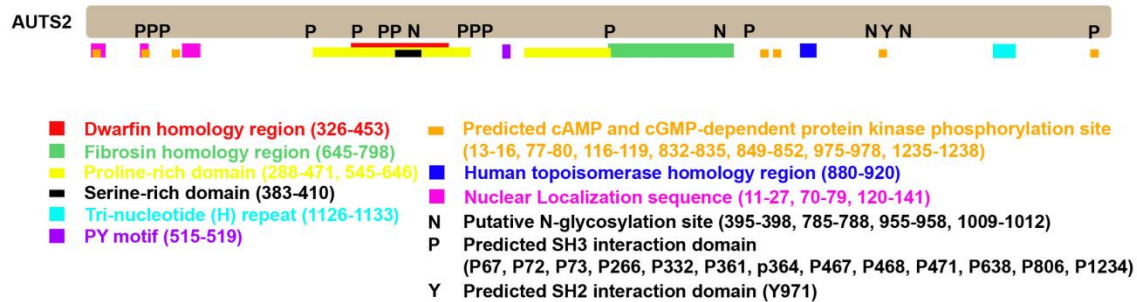 AUTS2
PPP P P PP N PPP P N P N Y N P
Dwarfin homology region (326-453)
Fibrosin homology region (645-798)
Proline-rich domain (288-471, 545-646)
Serine-rich domain (383-410)
Tri-nucleotide (H) repeat (1126-1133)
PY motif (515-519)
Predicted cAMP and cGMP-dependent protein kinase phosphorylation site
(13-16, 77-80, 116-119, 832-835, 849-852, 975-978, 1235-1238)
Human topoisomerase homology region (880-920)
Nuclear Localization sequence (11-27, 70-79, 120-141)
N Putative N-glycosylation site (395-398, 785-788, 955-958, 1009-1012)
P Predicted SH3 interaction domain
(P67, P72, P73, P266, P332, P361, p364, P467, P468, P471, P638, P806, P1234)
Y Predicted SH2 interaction domain (Y971)